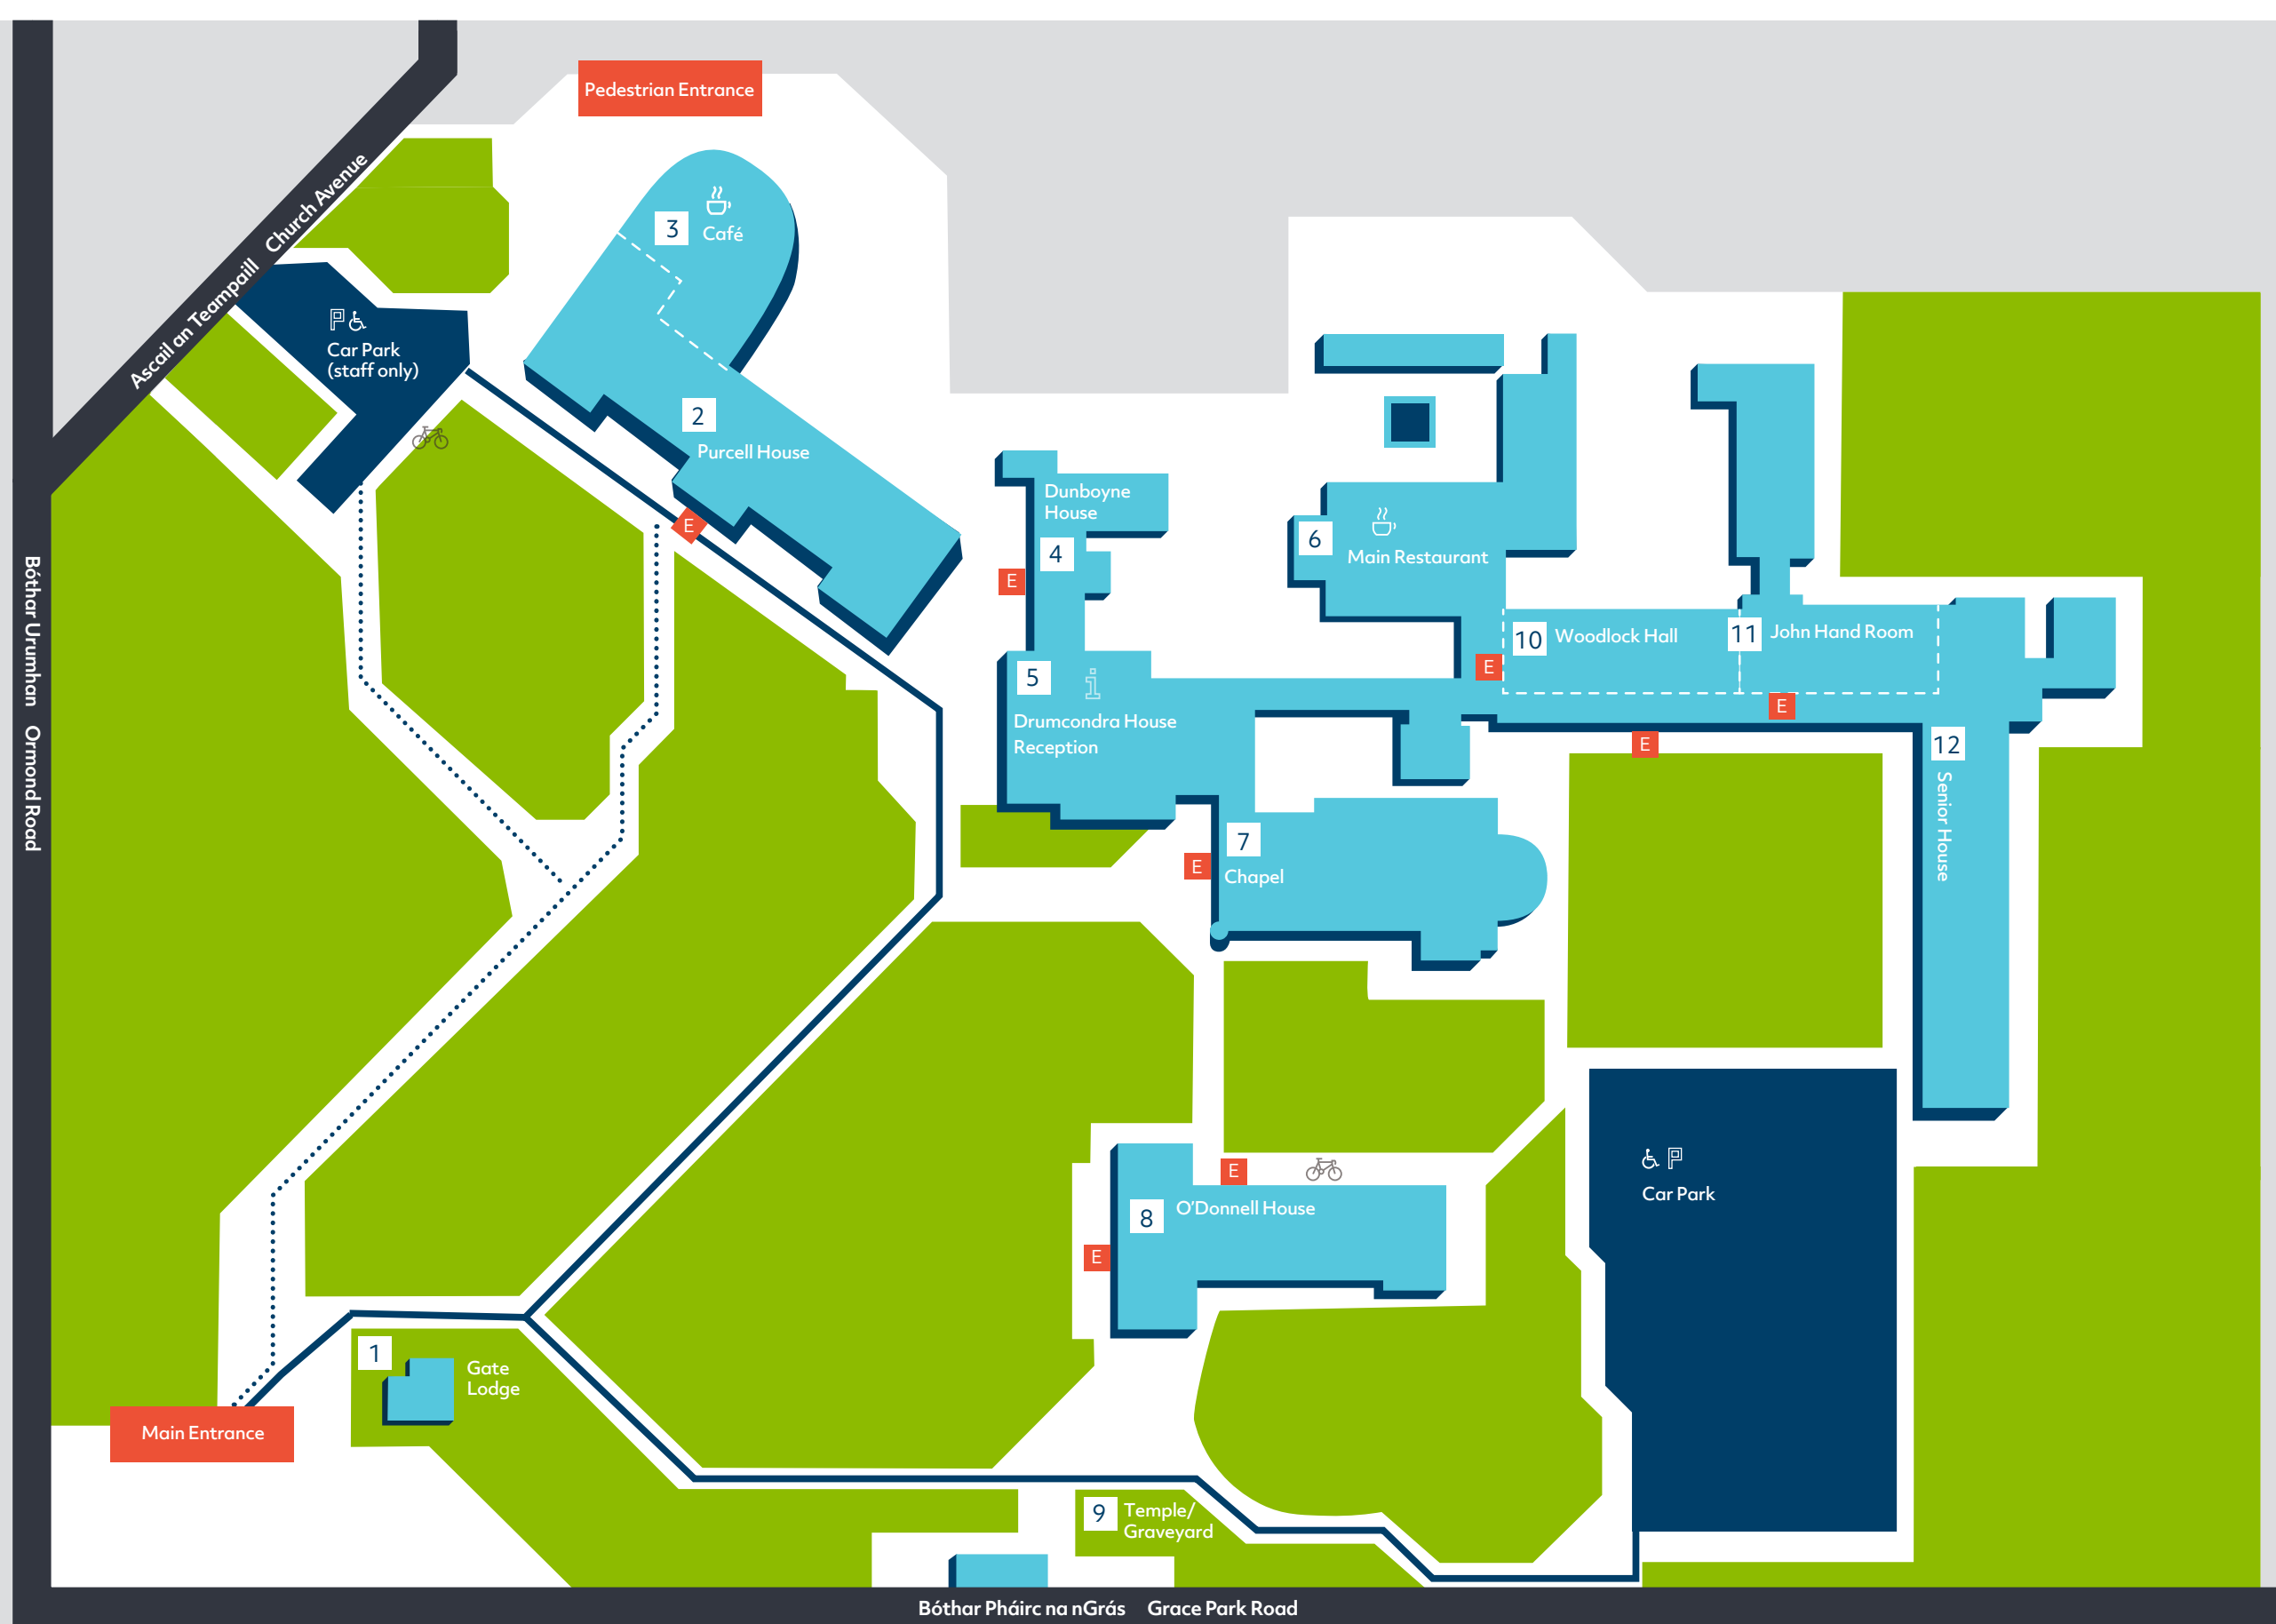 Pedestrian Entrance
Ascail an Teampaill Church Avenue
3
Café
P
Car Park
(staff only)
2
Purcell House
E
Dunboyne
House
4
E
6
Main Restaurant
10 Woodlock Hall
11 John Hand Room
E
E
E
5
i
Drumcondra House
Reception
12
Senior House
7
Chapel
E
Bóthar Urumhan Ormond Road
P
Car Park
E
8
O'Donnell House
E
1
Gate
Lodge
Main Entrance
9
Temple/
Graveyard
Bóthar Pháirc na nGrás Grace Park Road